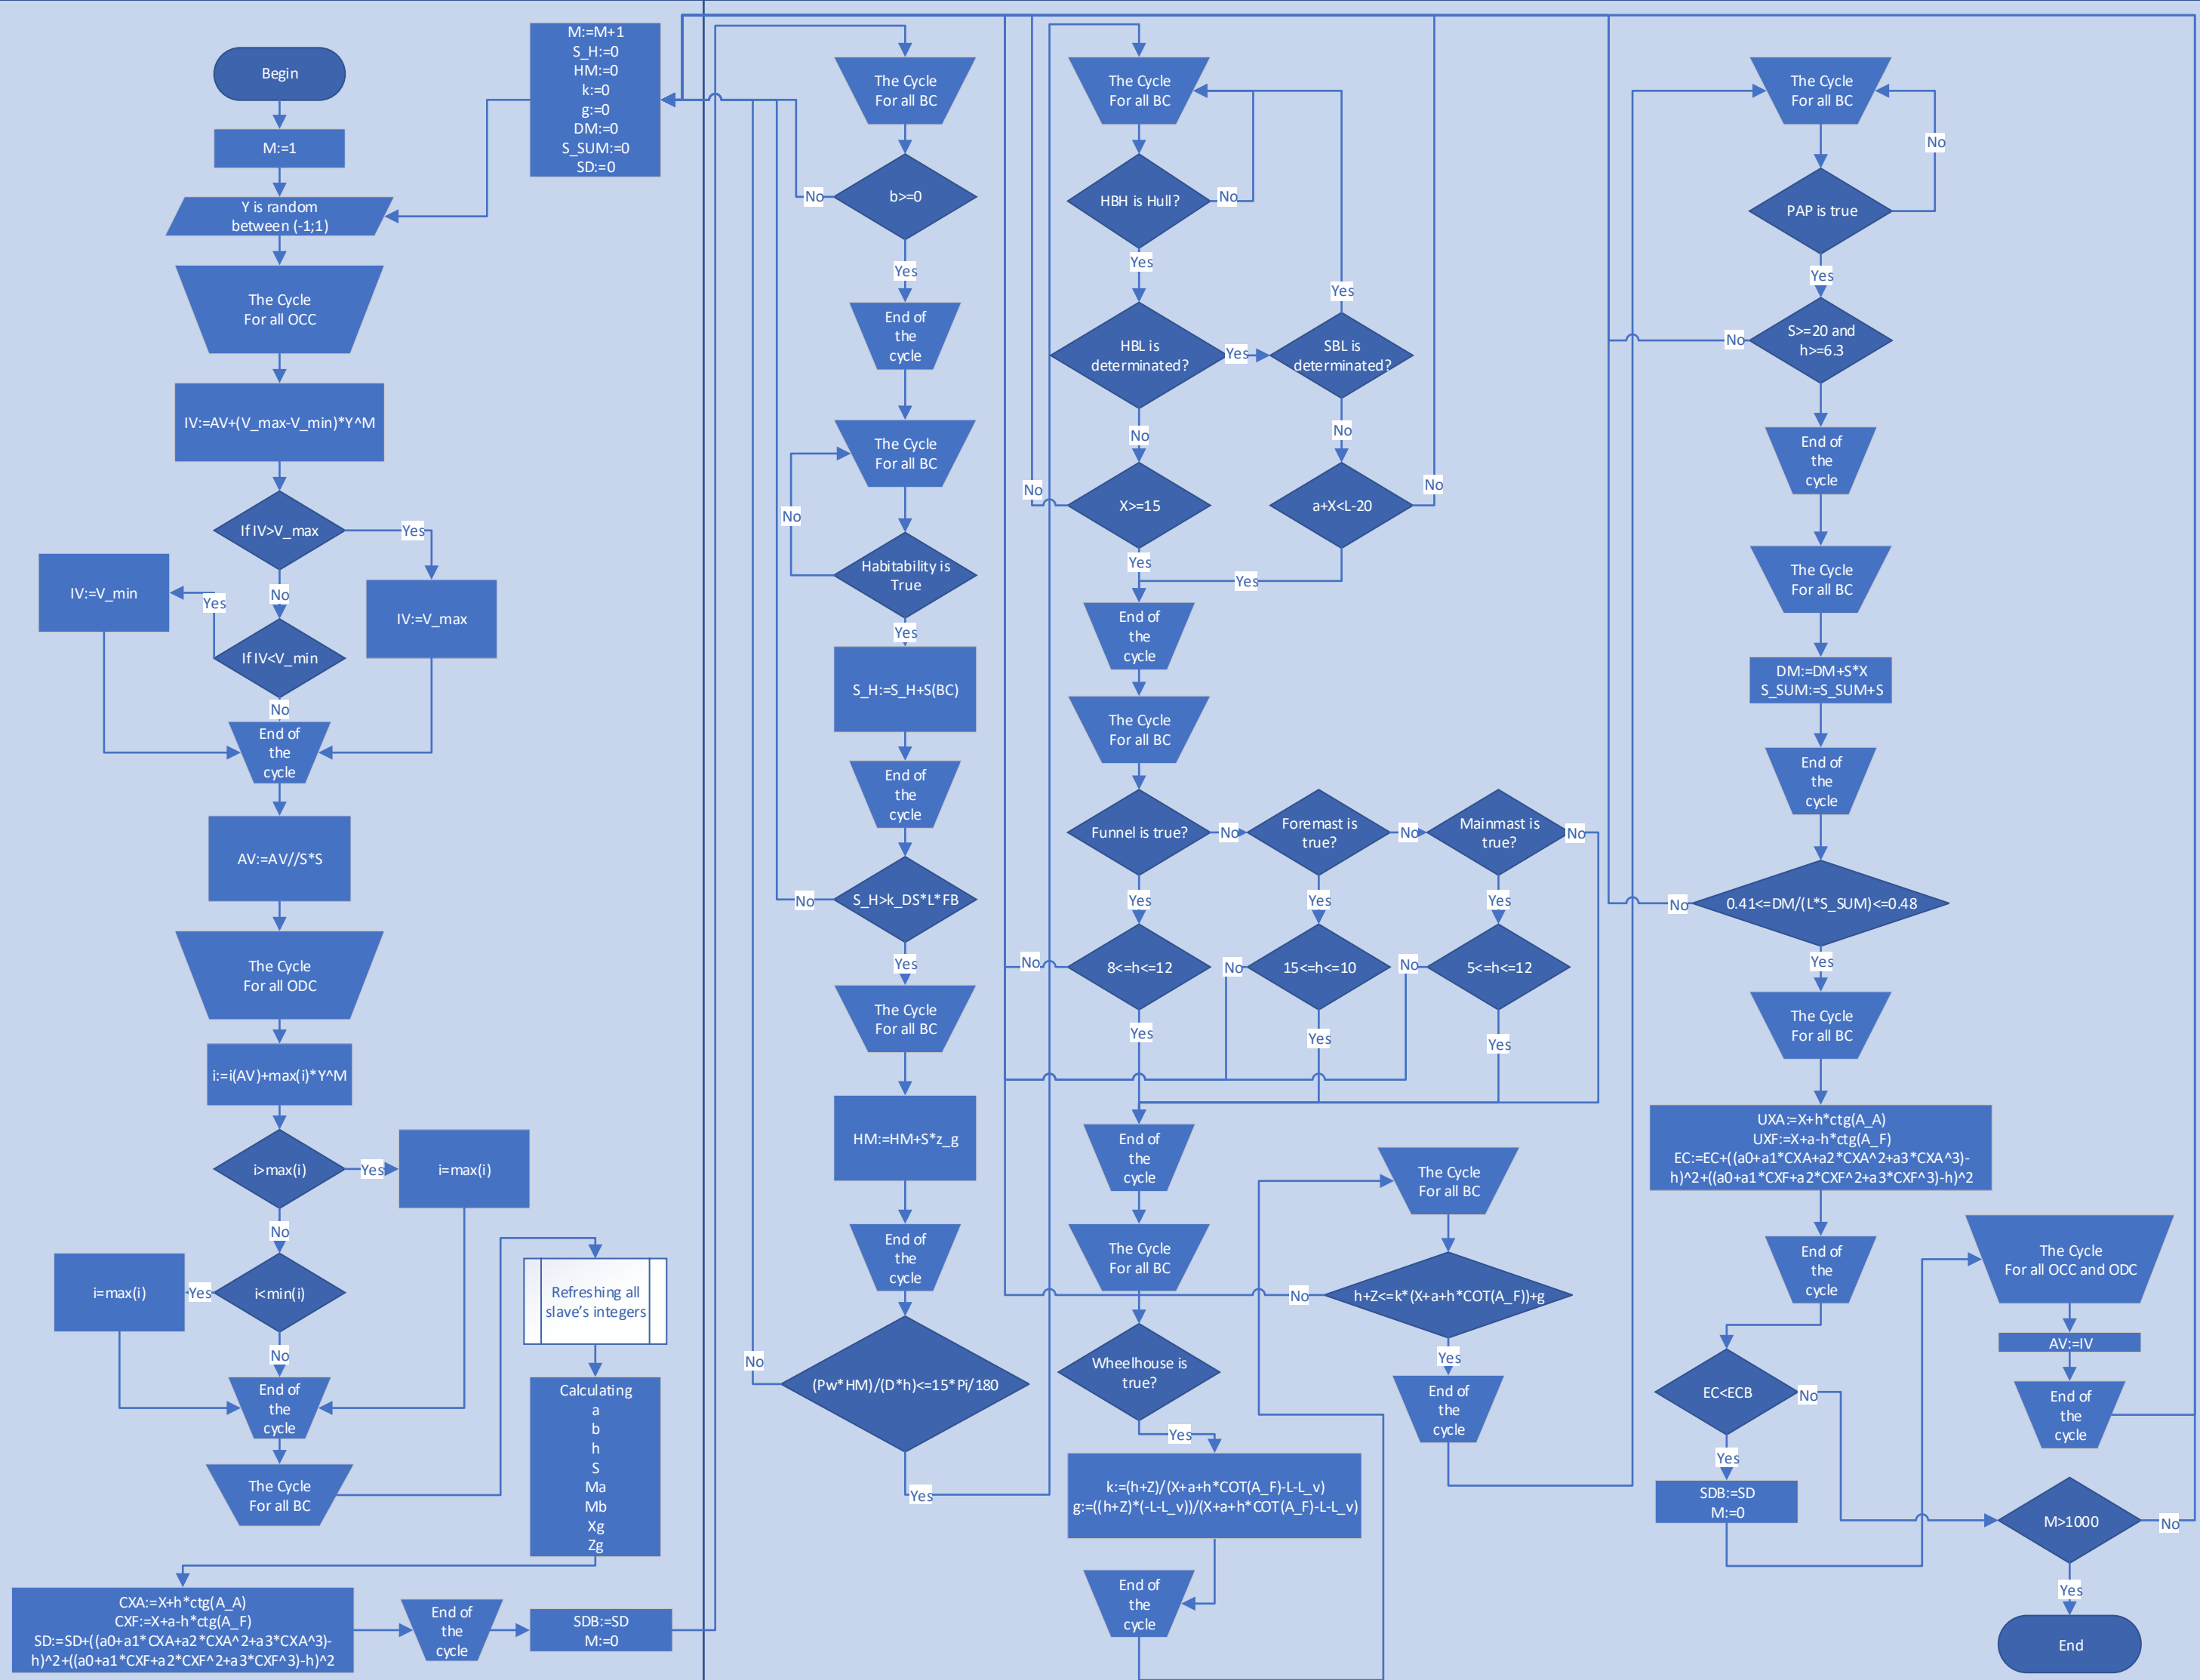 Begin
M:=1
Y is random
between (-1;1)
The Cycle
For all OCC
IV:=AV+(V_max-V_min)*Y^M
If IV>V_max
Yes
No
IV:=V_min
Yes
IV:=V_max
If IV<V_min
No
End of
the
cycle
AV:=AV//S*S
The Cycle
For all ODC
i:=i(AV)+max(i)*Y^M
i>max(i)
Yes
i=max(i)
No
i=max(i)
Yes
i<min(i)
No
End of
the
cycle
The Cycle
For all BC
Refreshing all
slave's integers
Calculating
a
b
h
S
Ma
Mb
Xg
Zg
CXA:=X+h*ctg(A_A)
CXF:=X+a-h*ctg(A_F)
SD:=SD+((a0+a1*CXA+a2*CXA^2+a3*CXA^3)-
h)^2+((a0+a1*CXF+a2*CXF^2+a3*CXF^3)-h)^2
End of
the
cycle
SDB:=SD
M:=0
M:=M+1
S_H:=0
HM:=0
k:=0
g:=0
DM:=0
S_SUM:=0
SD:=0
The Cycle
For all BC
b>=0
No
Yes
End of
the
cycle
The Cycle
For all BC
No
Habitability is
True
Yes
S_H:=S_H+S(BC)
End of
the
cycle
S_H>k_DS*L*FB
No
Yes
The Cycle
For all BC
HM:=HM+S*z_g
End of
the
cycle
No
(Pw*HM)/(D*h)<=15*Pi/180
Yes
The Cycle
For all BC
HBH is Hull?
No
Yes
Yes
HBL is
determinated?
Yes
SBL is
determinated?
No
No
No
X>=15
a+X<L-20
No
Yes
Yes
End of
the
cycle
The Cycle
For all BC
Funnel is true?
No
Foremast is
true?
No
Mainmast is
true?
No
Yes
Yes
Yes
No
8<=h<=12
No
15<=h<=10
No
5<=h<=12
Yes
Yes
Yes
End of
the
cycle
The Cycle
For all BC
Wheelhouse is
true?
Yes
k:=(h+Z)/(X+a+h*COT(A_F)-L-L_v)
g:=((h+Z)*(-L-L_v))/(X+a+h*COT(A_F)-L-L_v)
End of
the
cycle
The Cycle
For all BC
No
h+Z<=k*(X+a+h*COT(A_F))+g
Yes
End of
the
cycle
The Cycle
For all BC
No
PAP is true
Yes
No
S>=20 and
h>=6.3
End of
the
cycle
The Cycle
For all BC
DM:=DM+S*X
S_SUM:=S_SUM+S
End of
the
cycle
No
0.41<=DM/(L*S_SUM)<=0.48
Yes
The Cycle
For all BC
UXA:=X+h*ctg(A_A)
UXF:=X+a-h*ctg(A_F)
EC:=EC+((a0+a1*CXA+a2*CXA^2+a3*CXA^3)-
h)^2+((a0+a1*CXF+a2*CXF^2+a3*CXF^3)-h)^2
End of
the
cycle
EC<ECB
No
Yes
SDB:=SD
M:=0
The Cycle
For all OCC and ODC
AV:=IV
End of
the
cycle
M>1000
No
Yes
End